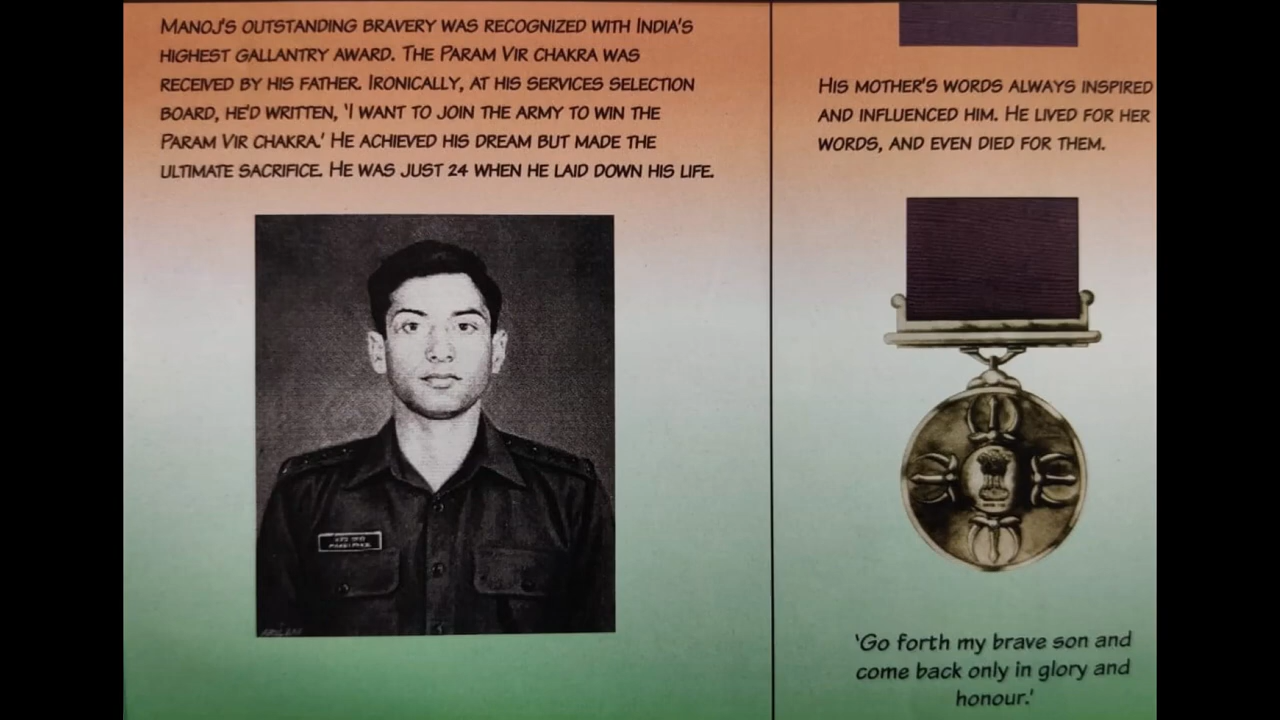 MANOJ'S OUTSTANDING BRAVERY WAS RECOGNIZED WITH INDIA'S
HIGHEST GALLANTRY AWARD. THE PARAM VIR CHAKRA WAS
RECEIVED BY HIS FATHER. IRONICALLY, AT HIS SERVICES SELECTION
BOARD, HE'D WRITTEN, 'I WANT TO JOIN THE ARMY TO WIN THE
PARAM VIR CHAKRA.' HE ACHIEVED HIS DREAM BUT MADE THE
ULTIMATE SACRIFICE. HE WAS JUST 24 WHEN HE LAID DOWN HIS LIFE.
HIS MOTHER'S WORDS ALWAYS INSPIRED
AND INFLUENCED HIM. HE LIVED FOR HER
WORDS, AND EVEN DIED FOR THEM.
'Go forth my brave son and
come back only in glory and
honour.'